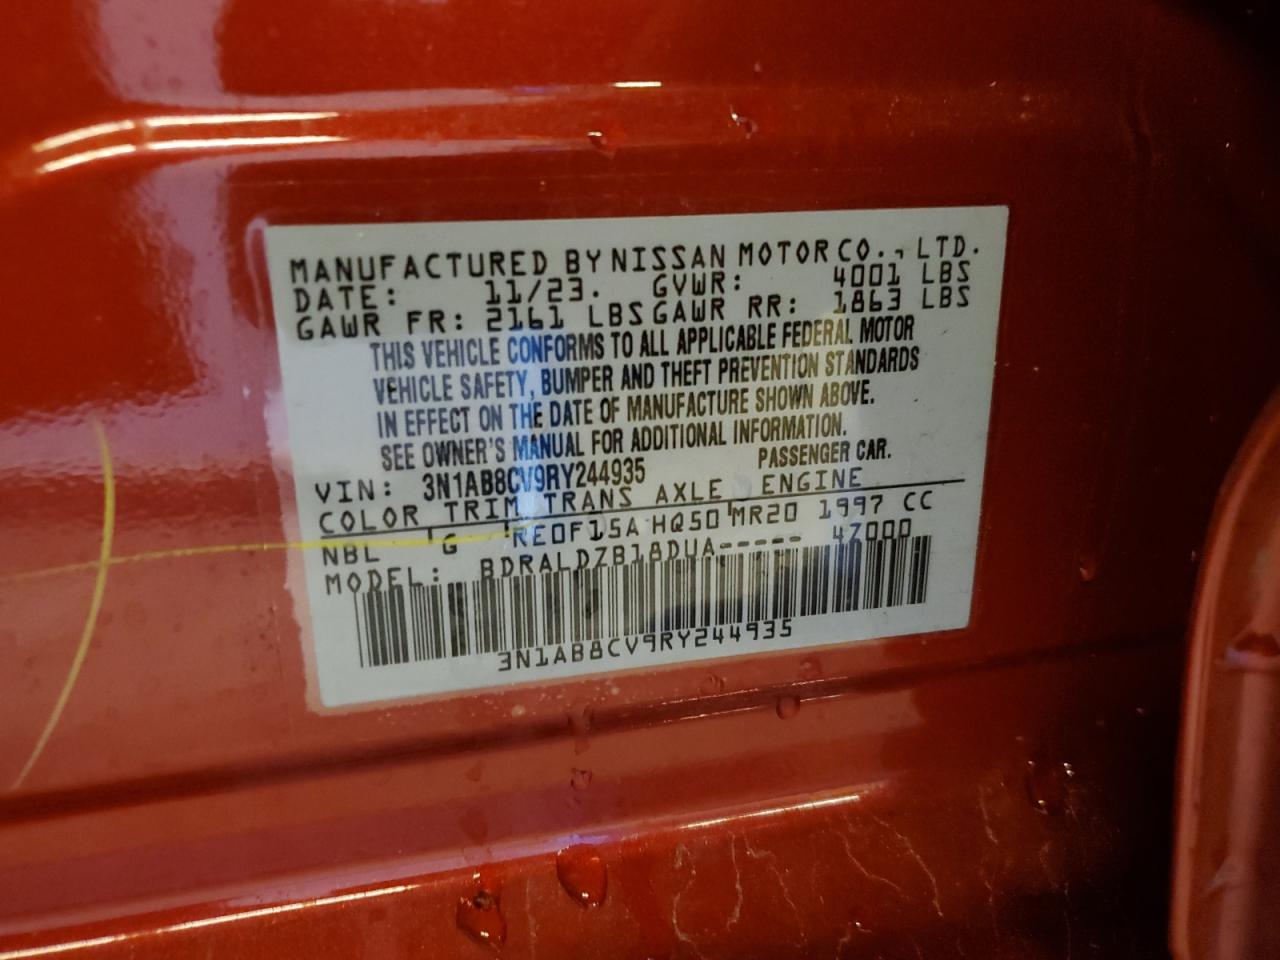 MANUFACTURED BY NISSAN MOTOR CO., LTD.
DATE: 11/23. GVWR: 4001 LBS
GAWR FR: 2161 LBS GAWR RR: 1863 LBS
THIS VEHICLE CONFORMS TO ALL APPLICABLE FEDERAL MOTOR
VEHICLE SAFETY, BUMPER AND THEFT PREVENTION STANDARDS
IN EFFECT ON THE DATE OF MANUFACTURE SHOWN ABOVE.
SEE OWNER'S MANUAL FOR ADDITIONAL INFORMATION.
VIN: 3N1AB8CV9RY244935 PASSENGER CAR.
COLOR TRIM TRANS AXLE ENGINE
NBL G RE0F15A HQ50 MR20 1997 CC
MODEL: BDRALDZB18DUA----- 47000
3N1AB8CV9RY244935